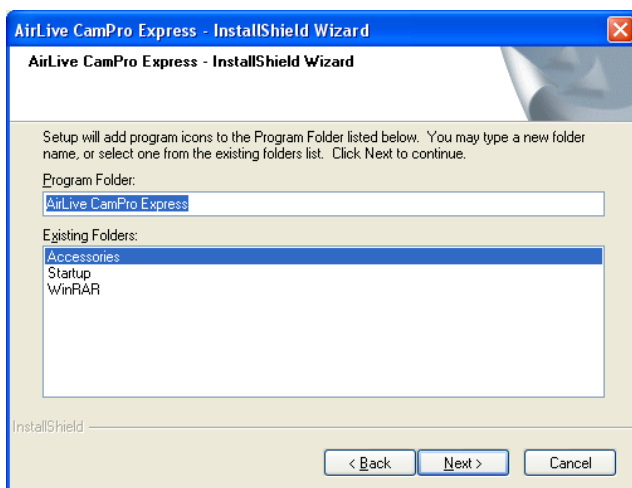 AirLive CamPro Express - InstallShield Wizard
AirLive CamPro Express - InstallShield Wizard
Setup will add program icons to the Program Folder listed below. You may type a new folder
name, or select one from the existing folders list. Click Next to continue.
Program Folder:
AirLive CamPro Express
Existing Folders:
Accessories
Startup
WinRAR
InstallShield
< Back Next > Cancel